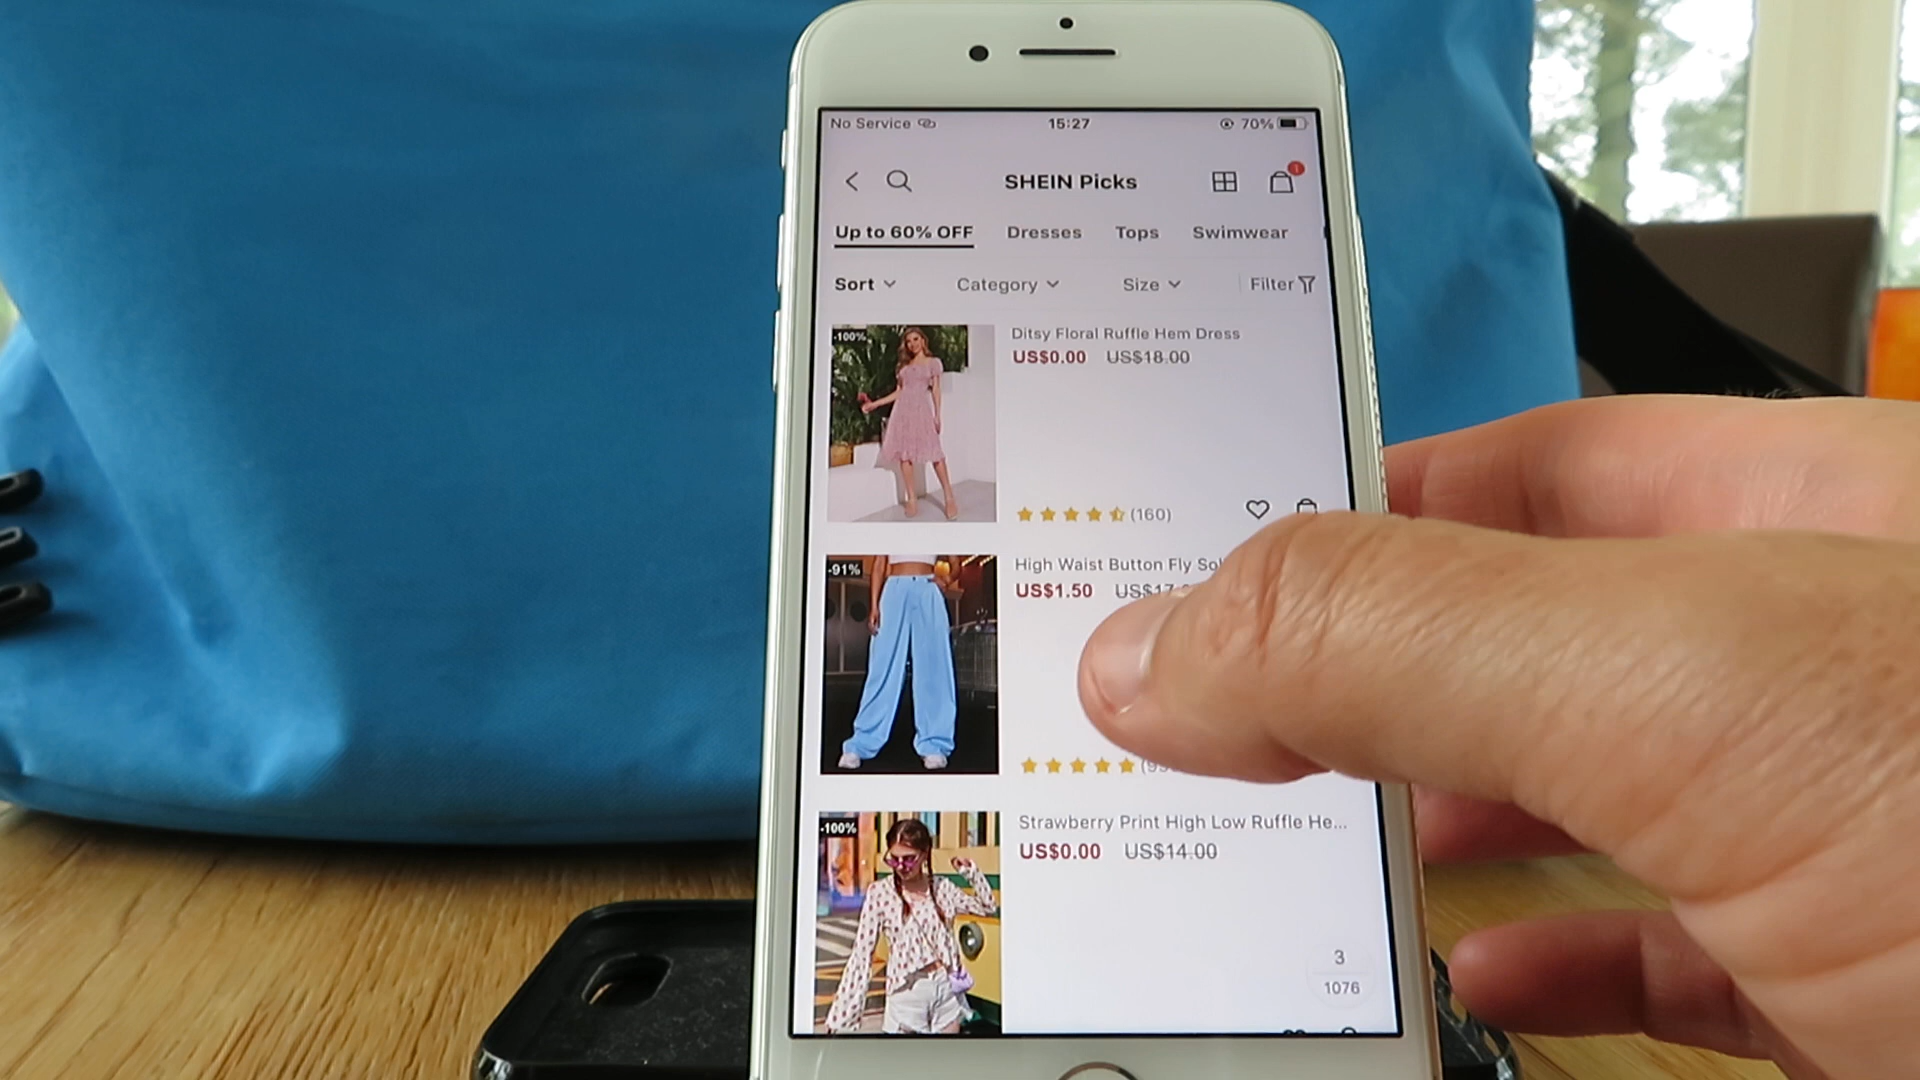 No Service 15:27 70%
SHEIN Picks 1
Up to 60% OFF Dresses Tops Swimwear
Sort Category Size Filter
-100%
Ditsy Floral Ruffle Hem Dress
US$0.00 US$18.00
(160)
-91%
High Waist Button Fly
US$1.50
-100%
Strawberry Print High Low Ruffle He...
US$0.00 US$14.00
3
1076